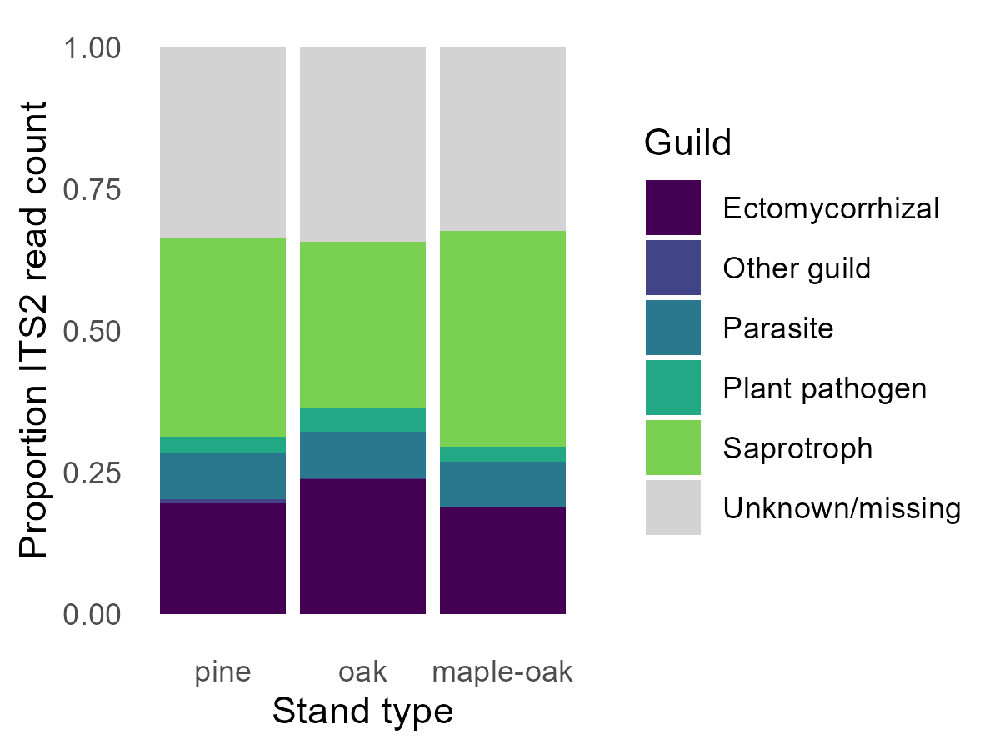 Proportion ITS2 read count
1.00
0.75
0.50
0.25
0.00
pine
oak
maple-oak
Stand type
Guild
Ectomycorrhizal
Other guild
Parasite
Plant pathogen
Saprotroph
Unknown/missing